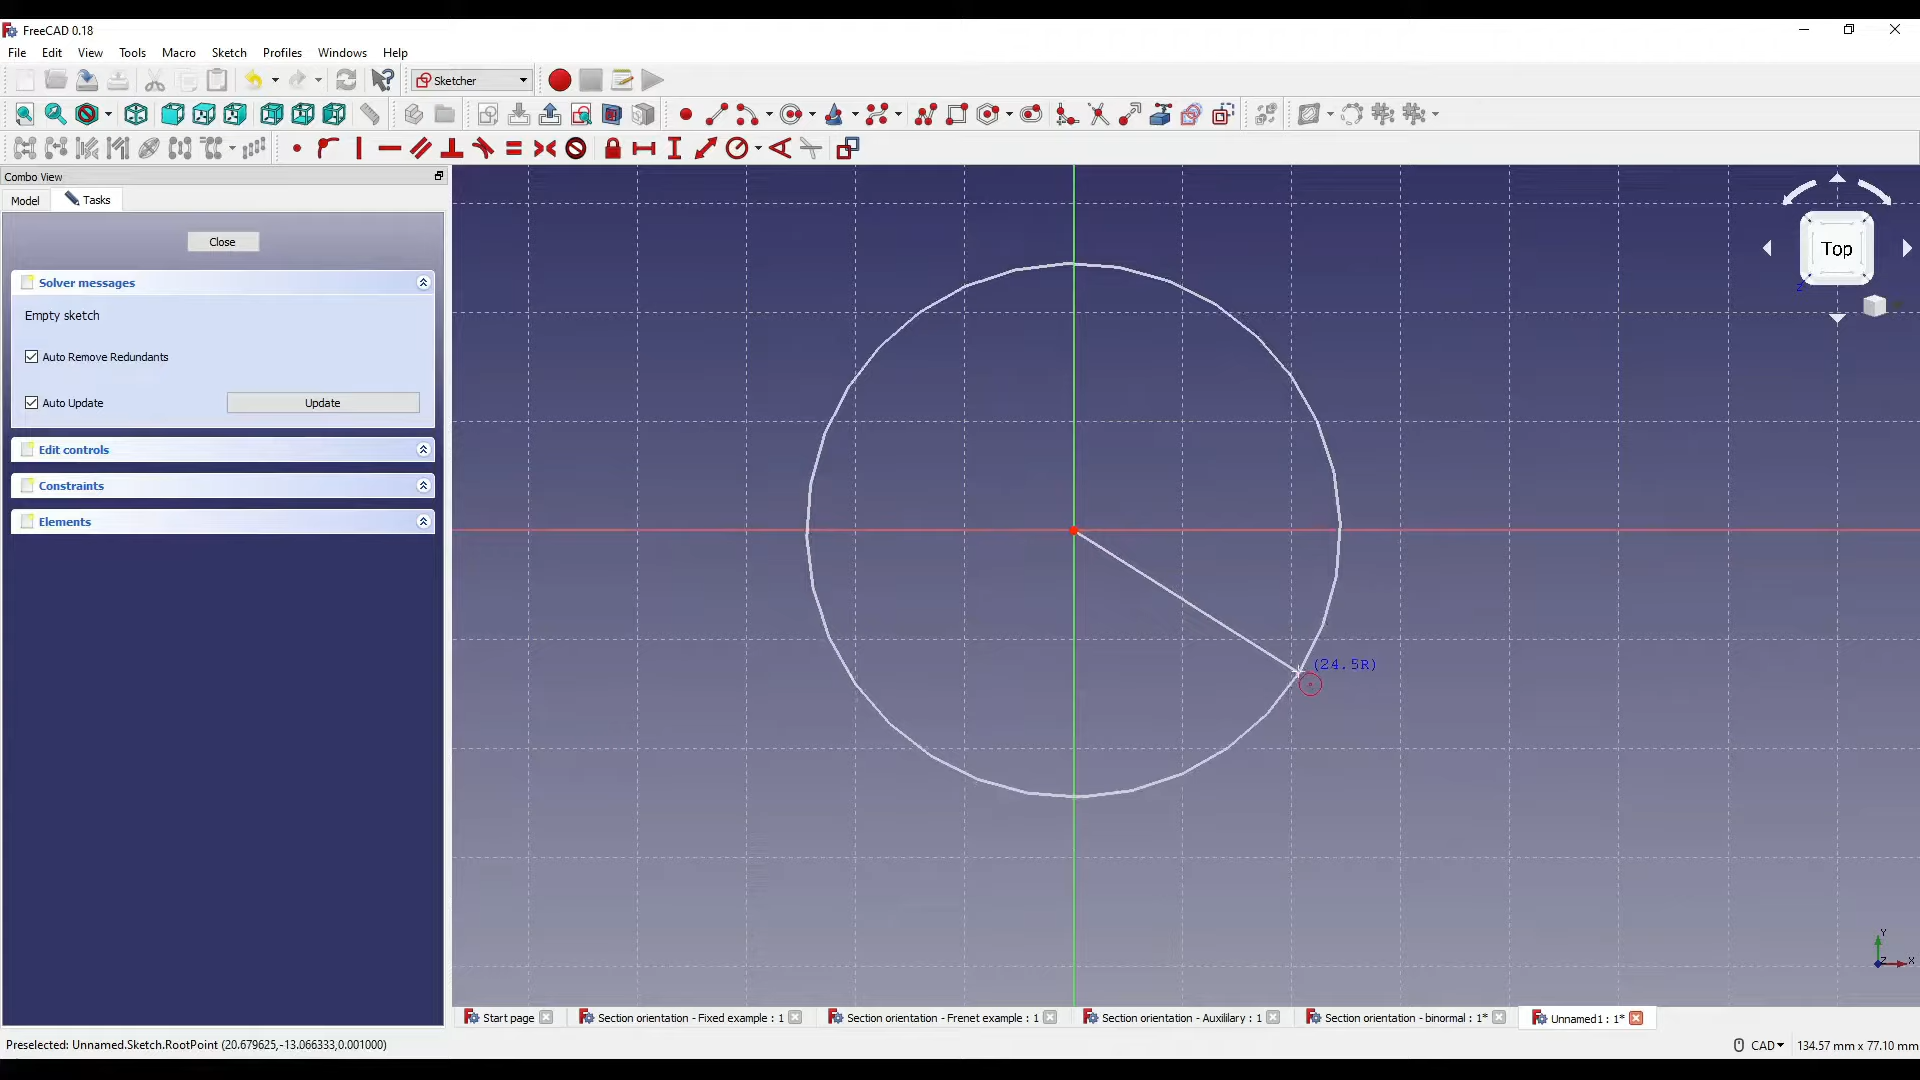 FreeCAD 0.18
File Edit View Tools Macro Sketch Profiles Windows Help
Sketcher
Combo View
Model Tasks
Close
Solver messages
Empty sketch
Auto Remove Redundants
Auto Update Update
Edit controls
Constraints
Elements
Top
Z
(24.5R)
Y
Z X
Start page Section orientation - Fixed example : 1 Section orientation - Frenet example : 1 Section orientation - Auxililary : 1 Section orientation - binormal : 1* Unnamed1 : 1*
Preselected: Unnamed.Sketch.RootPoint (20.679625,-13.066333,0.001000) CAD 134.57 mm x 77.10 mm